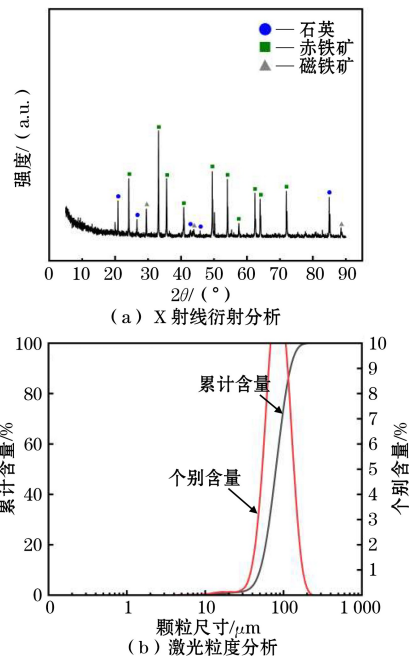 石英
赤铁矿
磁铁矿
强度/(a.u.)
0 10 20 30 40 50 60 70 80 90
2θ/(°)
(a) X 射线衍射分析
100
80
60
40
20
0
累计含量/%
累计含量
个别含量
10
9
8
7
6
5
4
3
2
1
个别含量/%
0 1 10 100 1 000
颗粒尺寸/μm
(b) 激光粒度分析